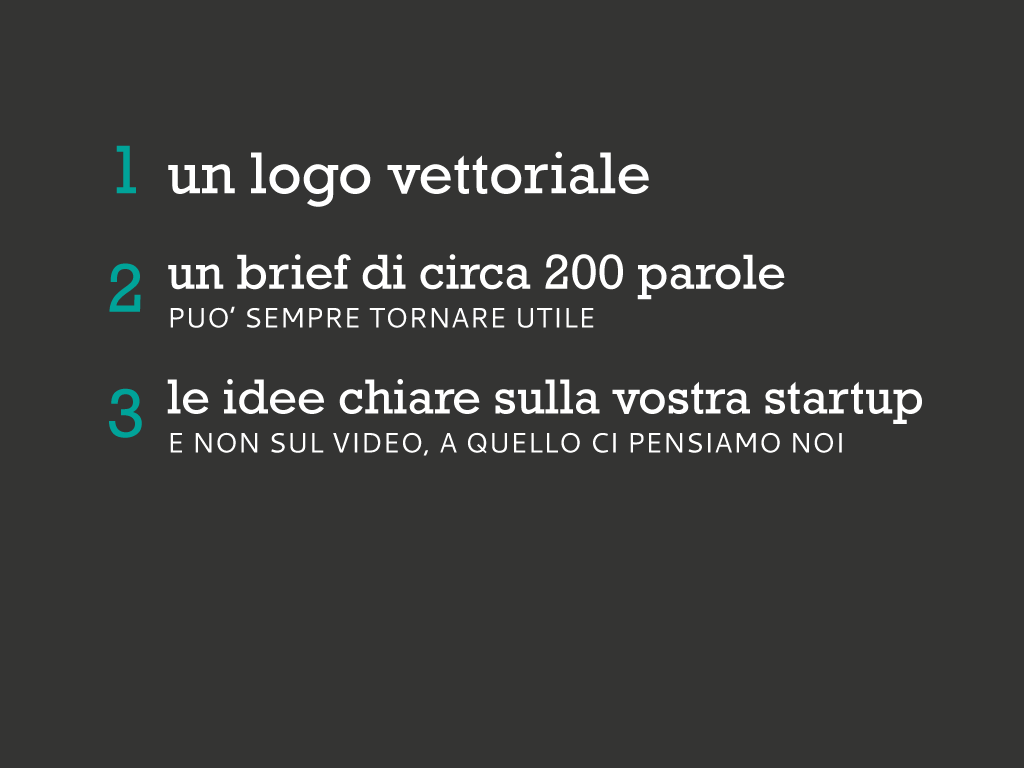 1 un logo vettoriale
2 un brief di circa 200 parole
PUO’ SEMPRE TORNARE UTILE
3 le idee chiare sulla vostra startup
E NON SUL VIDEO, A QUELLO CI PENSIAMO NOI